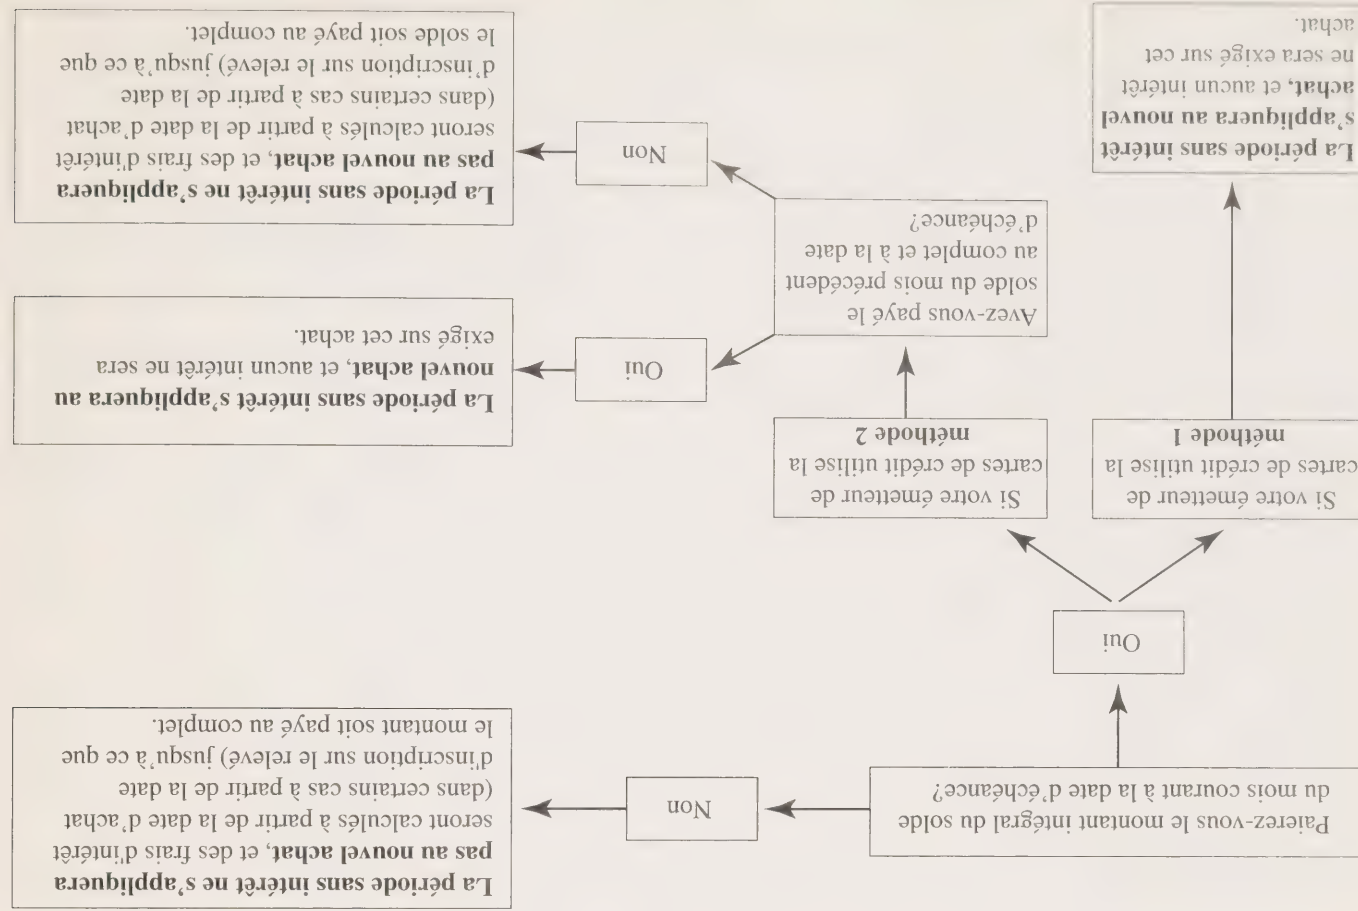 Paierez-vous le montant intégral du solde
du mois courant à la date d'échéance?
Non
La période sans intérêt ne s'appliquera
pas au nouvel achat, et des frais d'intérêt
seront calculés à partir de la date d'achat
(dans certains cas à partir de la date
d'inscription sur le relevé) jusqu'à ce que
le montant soit payé au complet.
Oui
Si votre émetteur de
cartes de crédit utilise la
méthode 1
Si votre émetteur de
cartes de crédit utilise la
méthode 2
La période sans intérêt
s'appliquera au nouvel
achat, et aucun intérêt
ne sera exigé sur cet
achat.
Avez-vous payé le
solde du mois précédent
au complet et à la date
d'échéance?
Oui
La période sans intérêt s'appliquera au
nouvel achat, et aucun intérêt ne sera
exigé sur cet achat.
Non
La période sans intérêt ne s'appliquera
pas au nouvel achat, et des frais d'intérêt
seront calculés à partir de la date d'achat
(dans certains cas à partir de la date
d'inscription sur le relevé) jusqu'à ce que
le solde soit payé au complet.